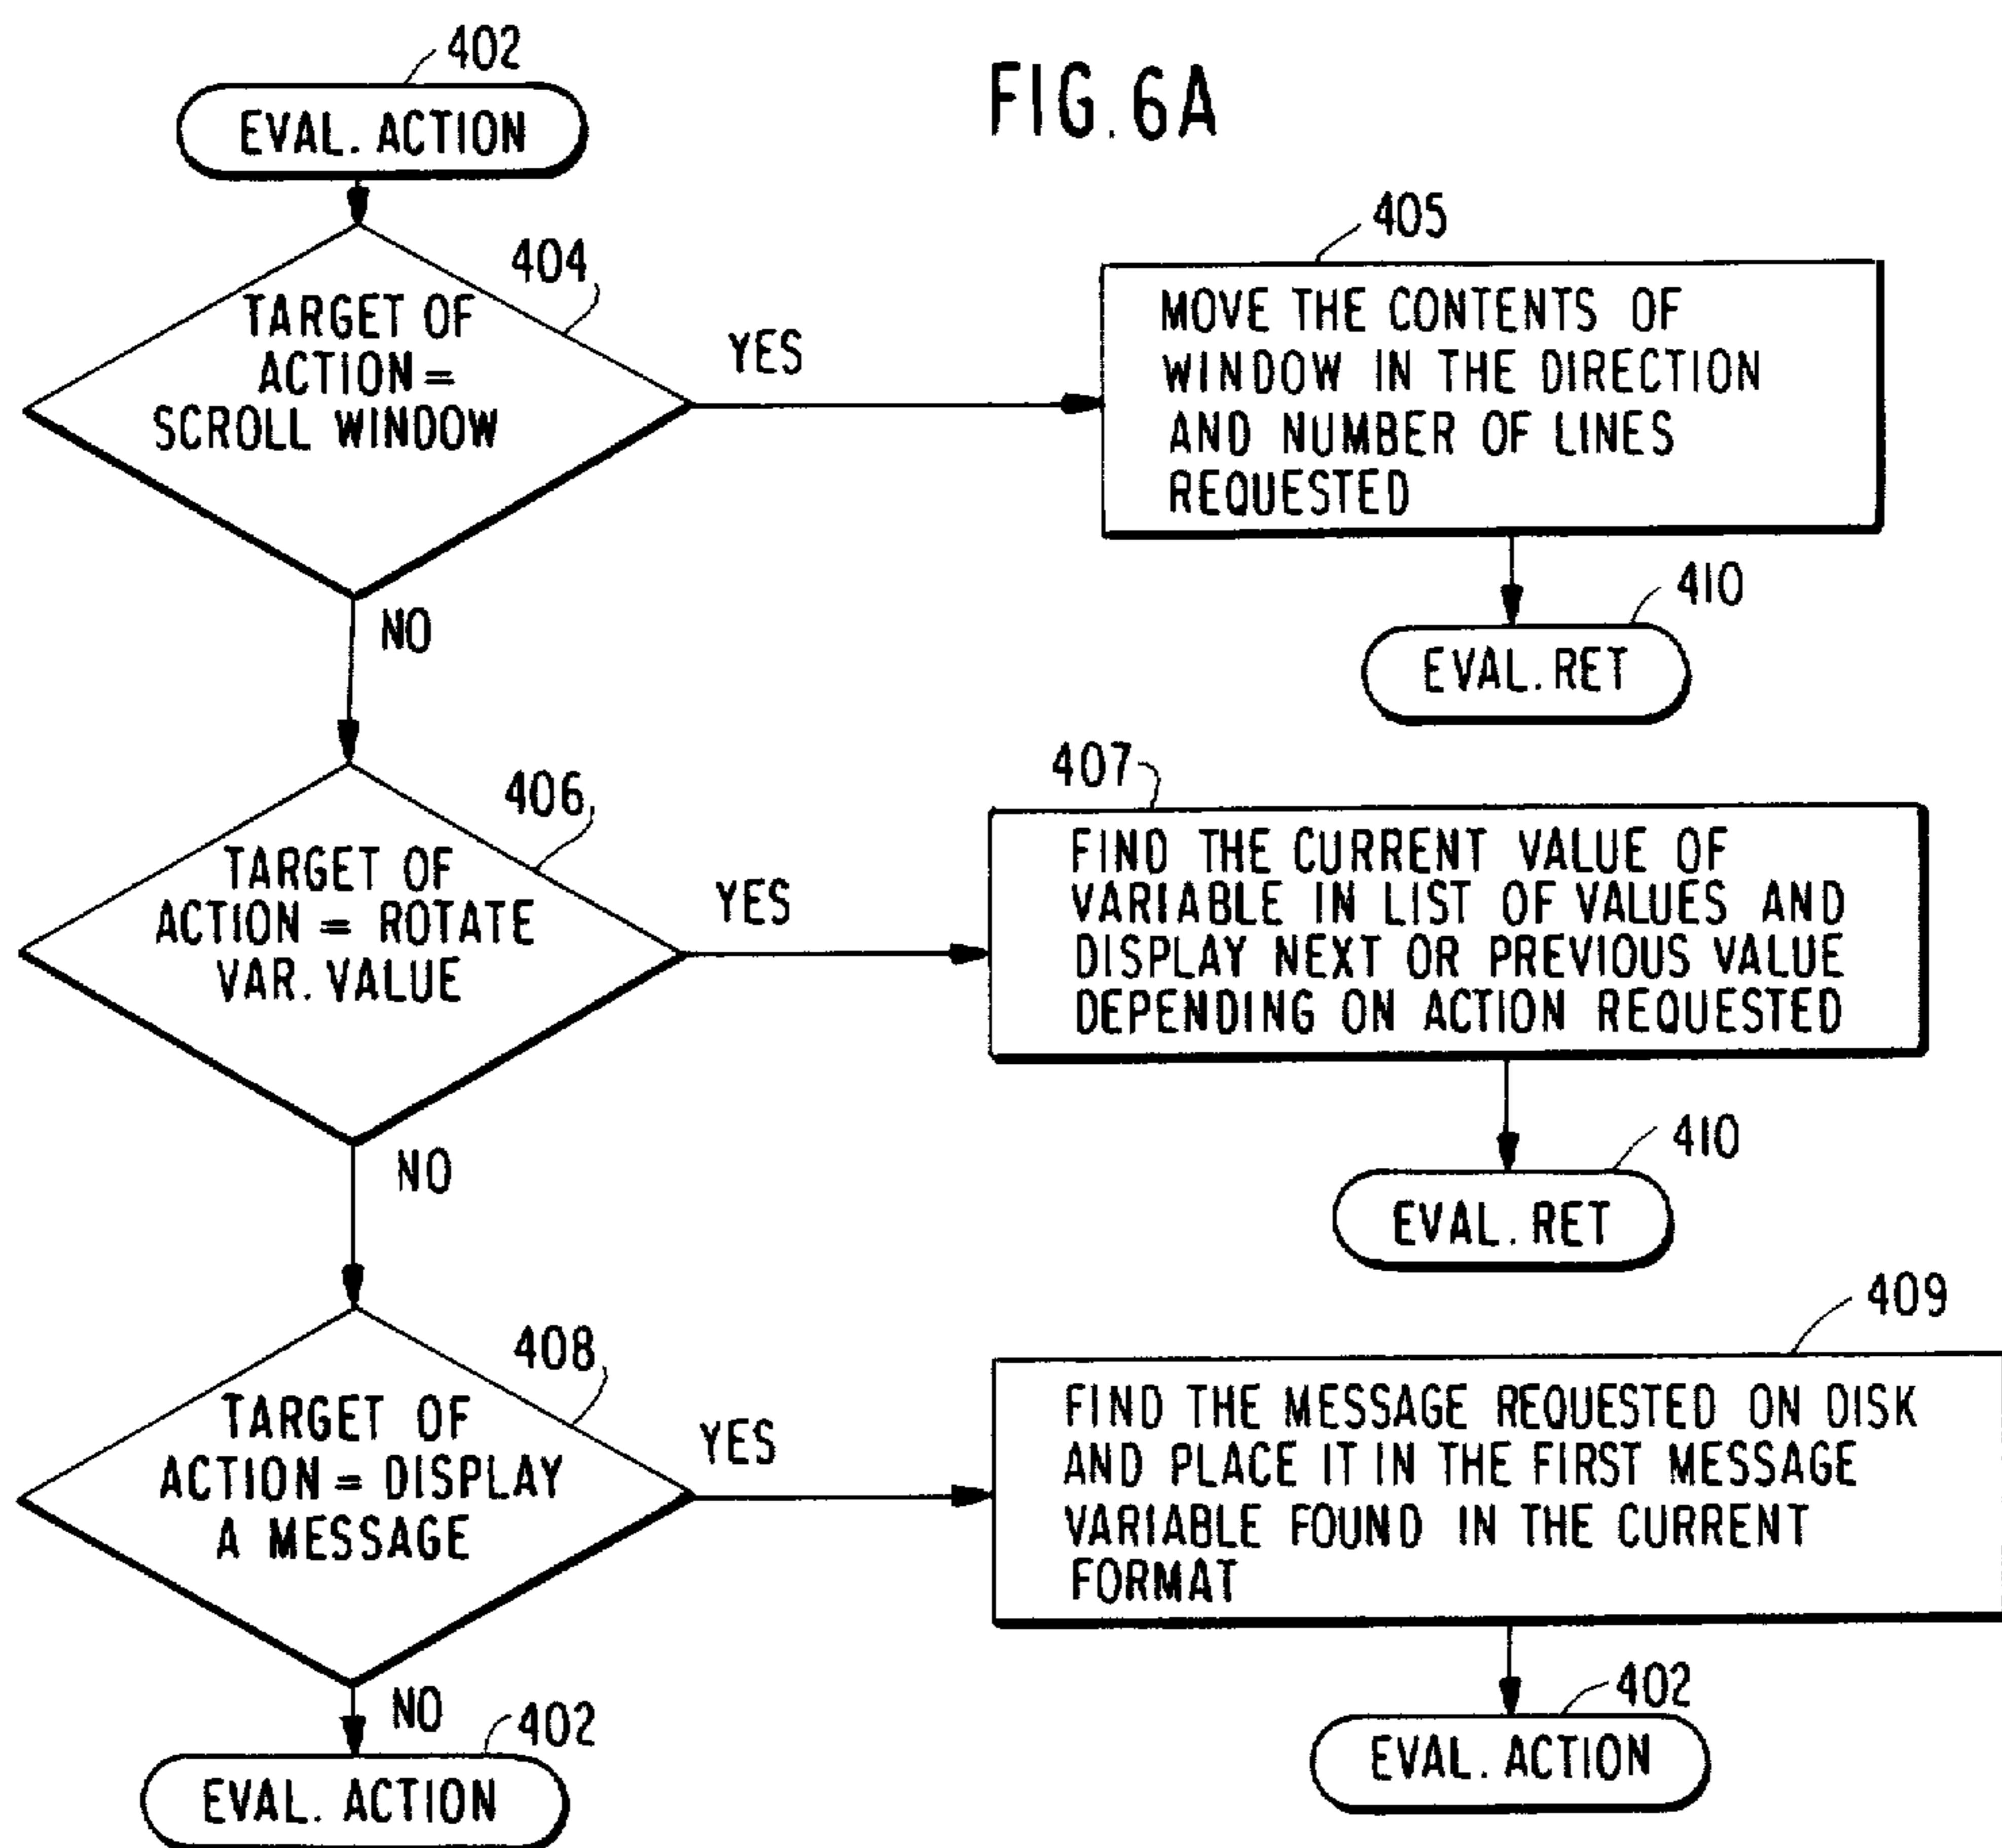 402
EVAL. ACTION
FIG. 6A
404
TARGET OF
ACTION =
SCROLL WINDOW
YES
NO
405
MOVE THE CONTENTS OF
WINDOW IN THE DIRECTION
AND NUMBER OF LINES
REQUESTED
410
EVAL. RET
406
TARGET OF
ACTION = ROTATE
VAR. VALUE
YES
NO
407
FIND THE CURRENT VALUE OF
VARIABLE IN LIST OF VALUES AND
DISPLAY NEXT OR PREVIOUS VALUE
DEPENDING ON ACTION REQUESTED
410
EVAL. RET
408
TARGET OF
ACTION = DISPLAY
A MESSAGE
YES
NO
409
FIND THE MESSAGE REQUESTED ON DISK
AND PLACE IT IN THE FIRST MESSAGE
VARIABLE FOUND IN THE CURRENT
FORMAT
402
EVAL. ACTION
402
EVAL. ACTION